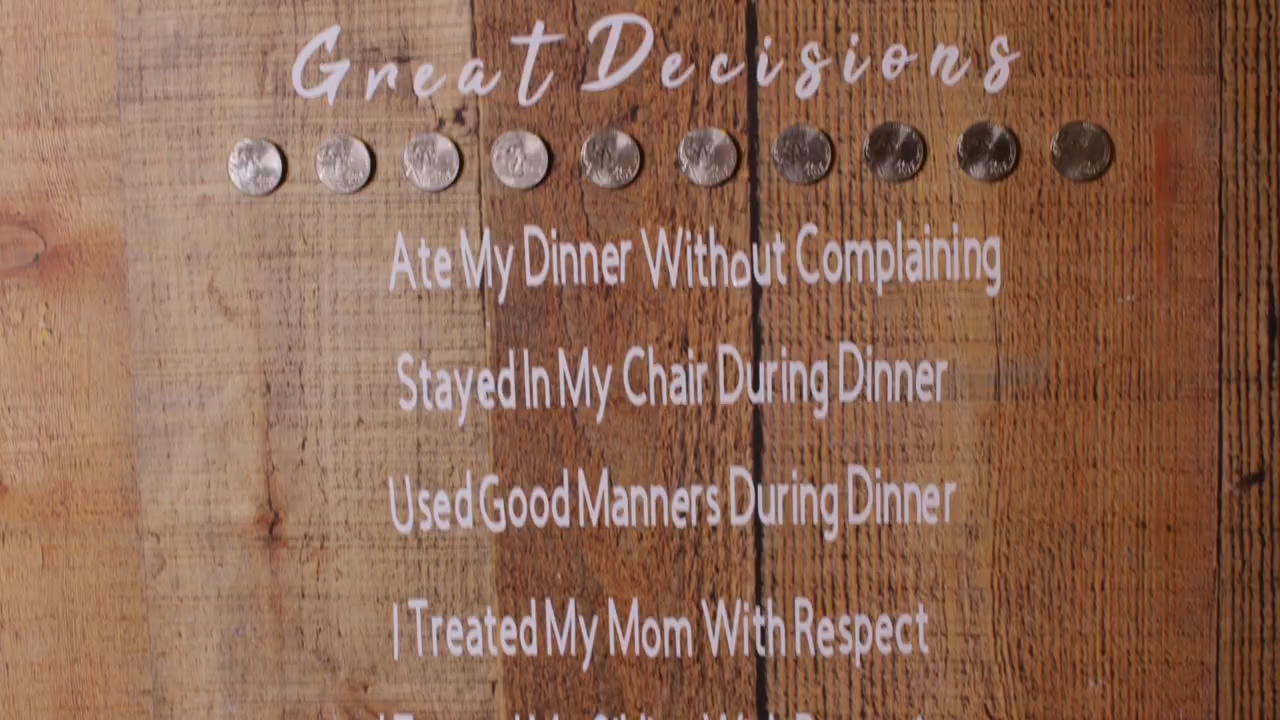 Great Decisions
Ate My Dinner Without Complaining
Stayed In My Chair During Dinner
Used Good Manners During Dinner
I Treated My Mom With Respect